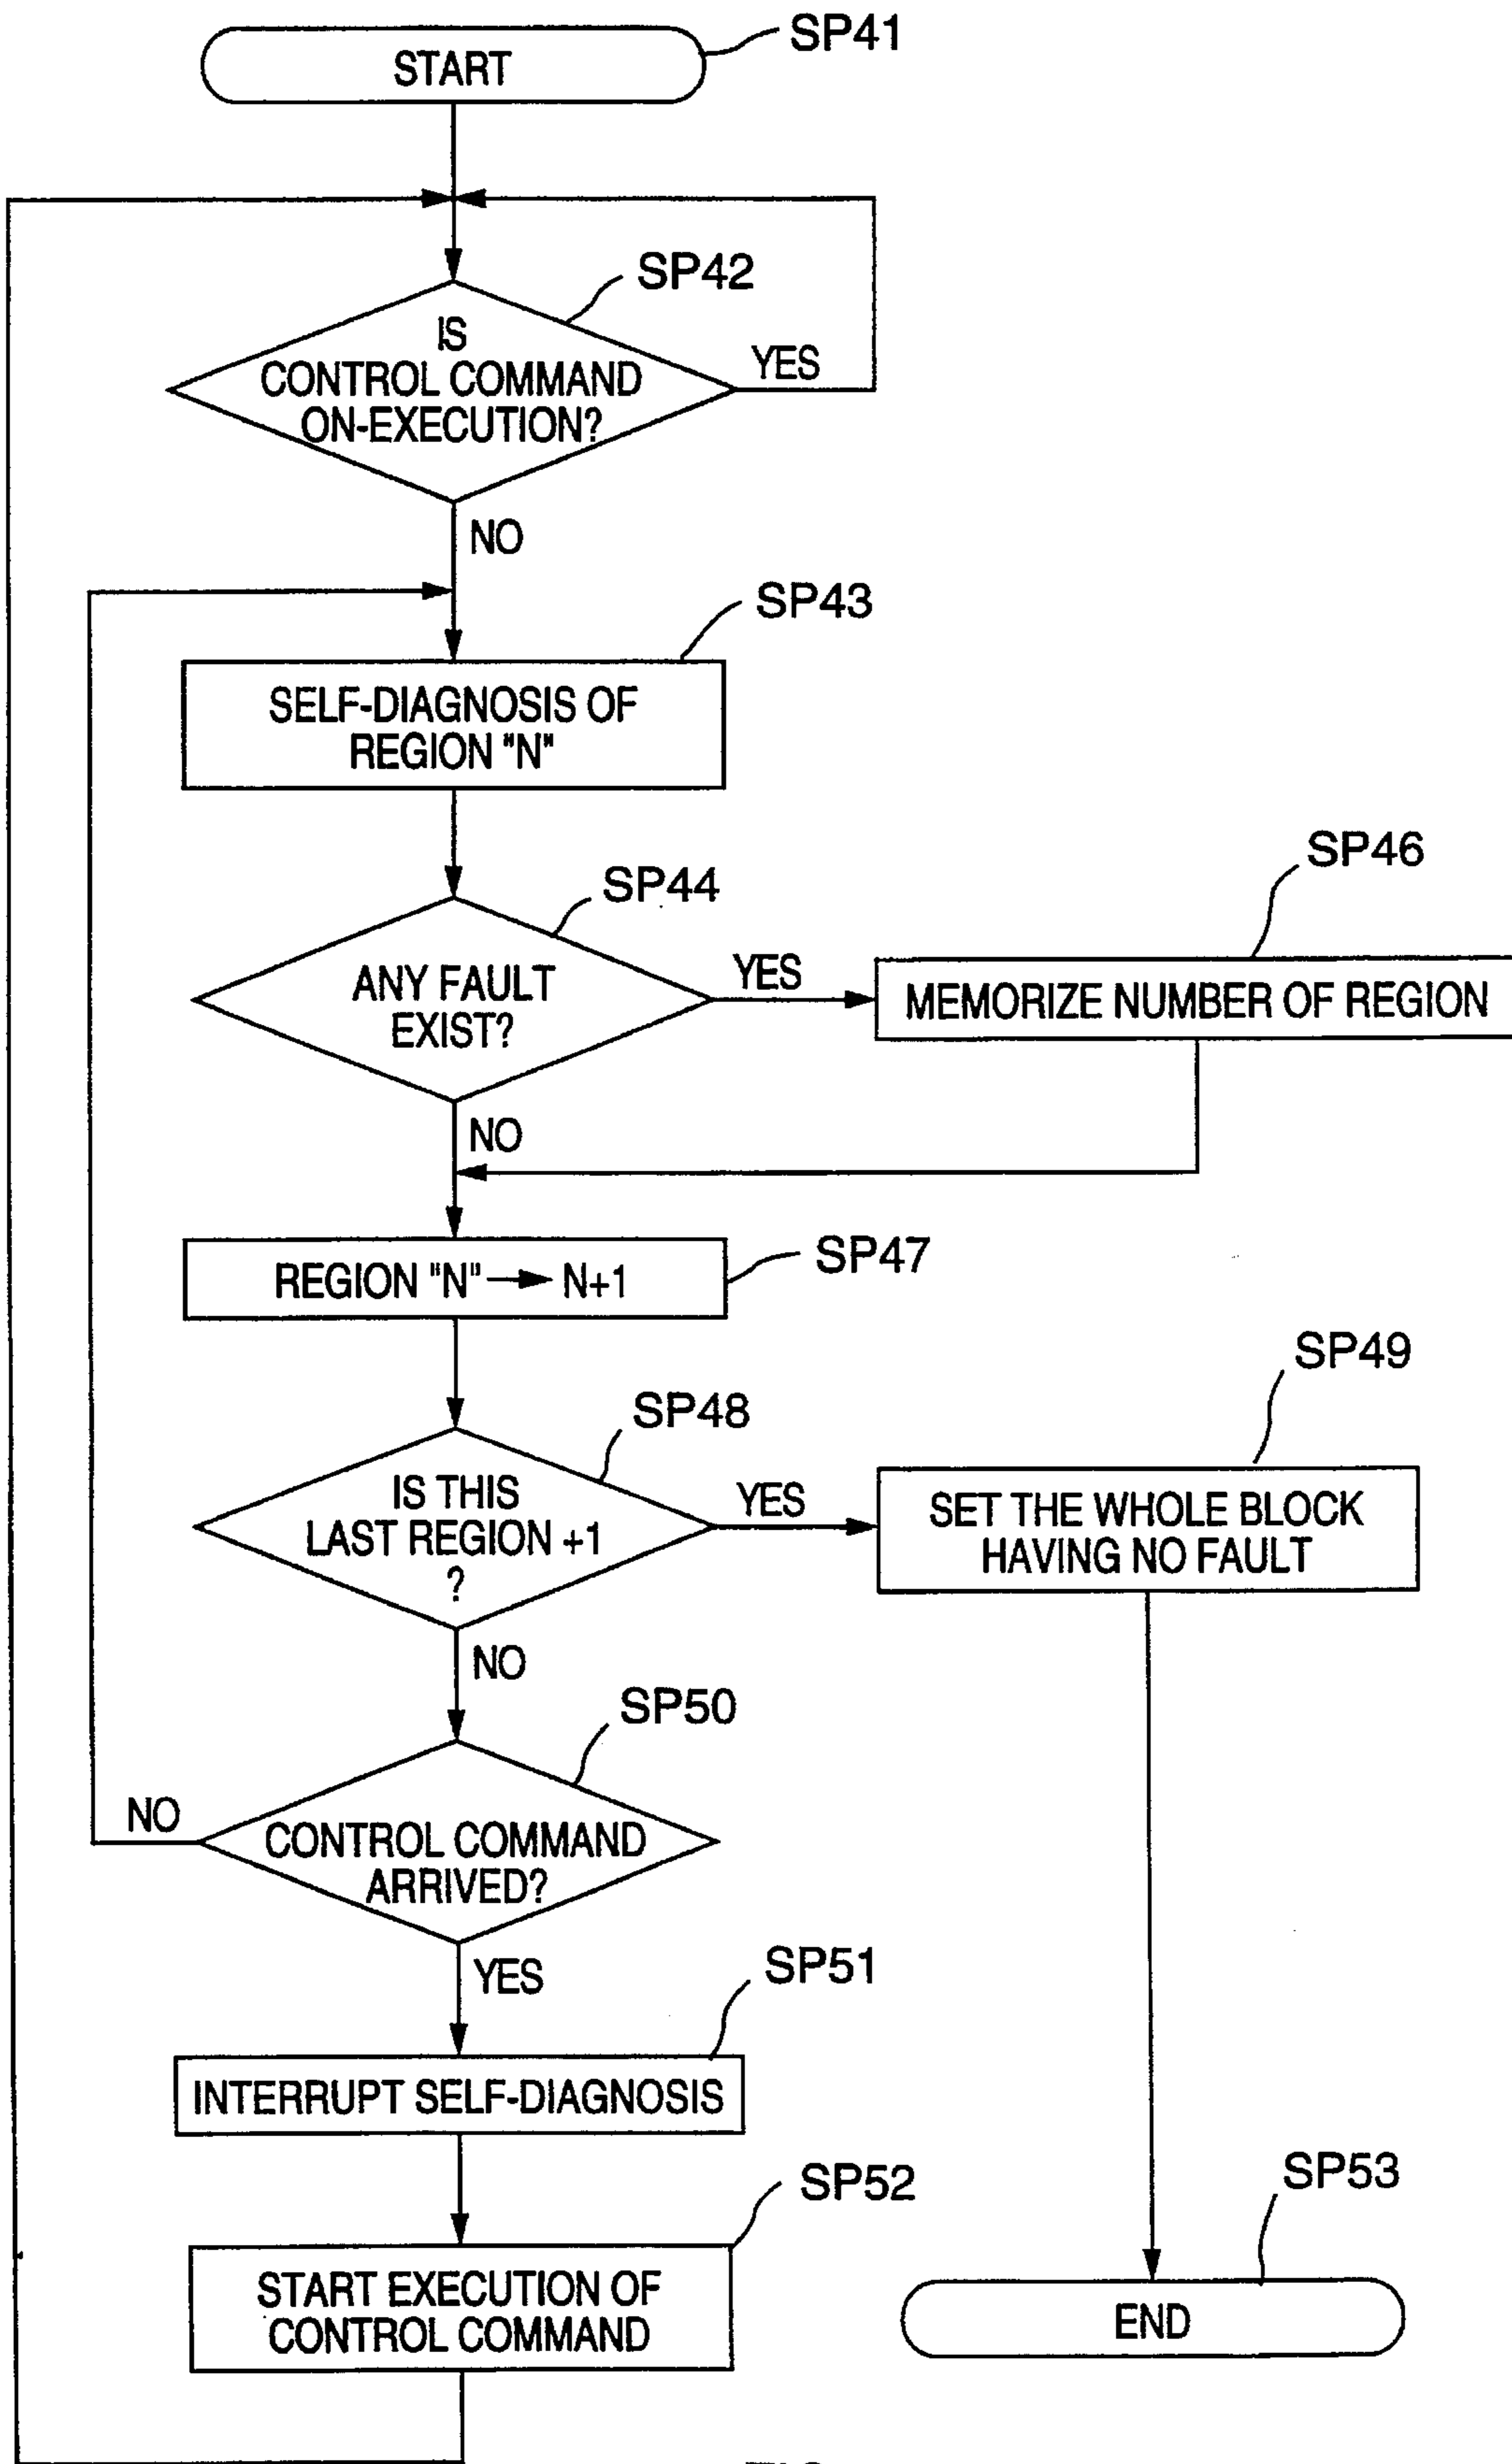 SP41
START
SP42
IS
CONTROL COMMAND
ON-EXECUTION?
YES
NO
SP43
SELF-DIAGNOSIS OF
REGION "N"
SP44
SP46
ANY FAULT
EXIST?
YES
MEMORIZE NUMBER OF REGION
NO
SP47
REGION "N" → N+1
SP49
SP48
IS THIS
LAST REGION +1
?
YES
SET THE WHOLE BLOCK
HAVING NO FAULT
NO
SP50
NO
CONTROL COMMAND
ARRIVED?
YES
SP51
INTERRUPT SELF-DIAGNOSIS
SP52
SP53
START EXECUTION OF
CONTROL COMMAND
END